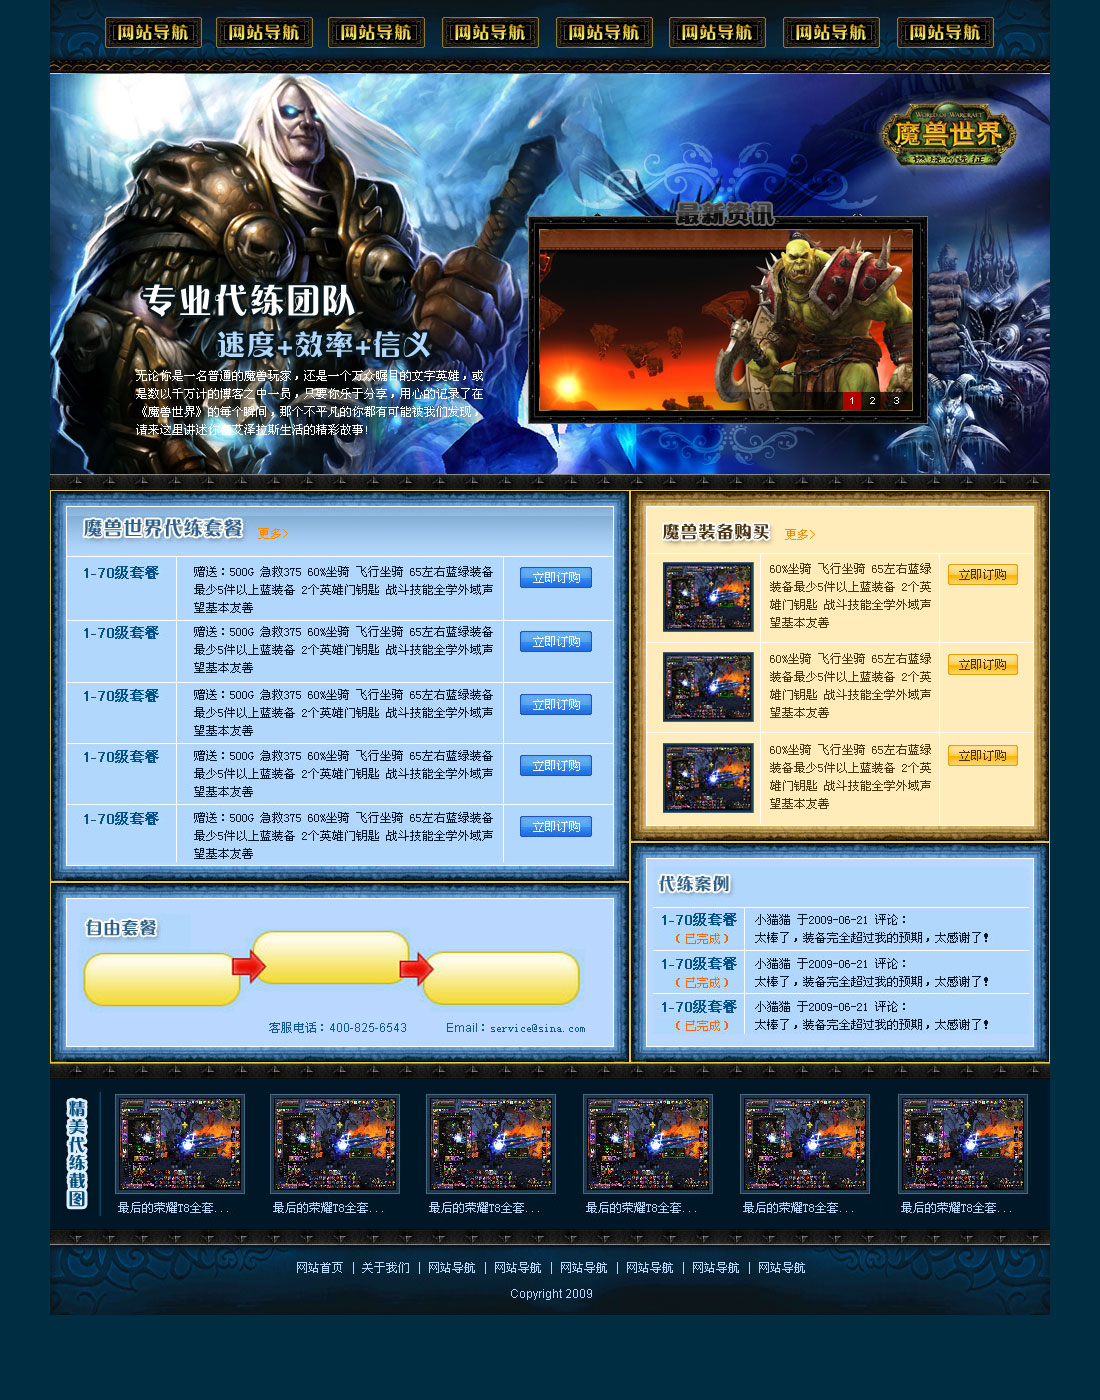 网站导航 网站导航 网站导航 网站导航 网站导航 网站导航 网站导航 网站导航
WORLD OF WARCRAFT
魔兽世界
燃烧的远征
最新资讯
1 2 3
专业代练团队
速度+效率+信义
无论你是一名普通的魔兽玩家，还是一个万众瞩目的文字英雄，或
是数以千万计的博客之中一员，只要你乐于分享，用心的记录了在
《魔兽世界》的每个瞬间，那个不平凡的你都有可能被我们发现，
请来这里讲述你在艾泽拉斯生活的精彩故事!
魔兽世界代练套餐 更多>
1-70级套餐
赠送：500G 急救375 60%坐骑 飞行坐骑 65左右蓝绿装备
最少5件以上蓝装备 2个英雄门钥匙 战斗技能全学外域声
望基本友善
立即订购
1-70级套餐
赠送：500G 急救375 60%坐骑 飞行坐骑 65左右蓝绿装备
最少5件以上蓝装备 2个英雄门钥匙 战斗技能全学外域声
望基本友善
立即订购
1-70级套餐
赠送：500G 急救375 60%坐骑 飞行坐骑 65左右蓝绿装备
最少5件以上蓝装备 2个英雄门钥匙 战斗技能全学外域声
望基本友善
立即订购
1-70级套餐
赠送：500G 急救375 60%坐骑 飞行坐骑 65左右蓝绿装备
最少5件以上蓝装备 2个英雄门钥匙 战斗技能全学外域声
望基本友善
立即订购
1-70级套餐
赠送：500G 急救375 60%坐骑 飞行坐骑 65左右蓝绿装备
最少5件以上蓝装备 2个英雄门钥匙 战斗技能全学外域声
望基本友善
立即订购
魔兽装备购买 更多>
60%坐骑 飞行坐骑 65左右蓝绿
装备最少5件以上蓝装备 2个英
雄门钥匙 战斗技能全学外域声
望基本友善
立即订购
60%坐骑 飞行坐骑 65左右蓝绿
装备最少5件以上蓝装备 2个英
雄门钥匙 战斗技能全学外域声
望基本友善
立即订购
60%坐骑 飞行坐骑 65左右蓝绿
装备最少5件以上蓝装备 2个英
雄门钥匙 战斗技能全学外域声
望基本友善
立即订购
自由套餐
客服电话：400-825-6543 Email：service@sina.com
代练案例
1-70级套餐
（已完成）
小猫猫 于2009-06-21 评论：
太棒了，装备完全超过我的预期，太感谢了!
1-70级套餐
（已完成）
小猫猫 于2009-06-21 评论：
太棒了，装备完全超过我的预期，太感谢了!
1-70级套餐
（已完成）
小猫猫 于2009-06-21 评论：
太棒了，装备完全超过我的预期，太感谢了!
精美代练截图
最后的荣耀T8全套... 最后的荣耀T8全套... 最后的荣耀T8全套... 最后的荣耀T8全套... 最后的荣耀T8全套... 最后的荣耀T8全套...
网站首页 | 关于我们 | 网站导航 | 网站导航 | 网站导航 | 网站导航 | 网站导航 | 网站导航
Copyright 2009